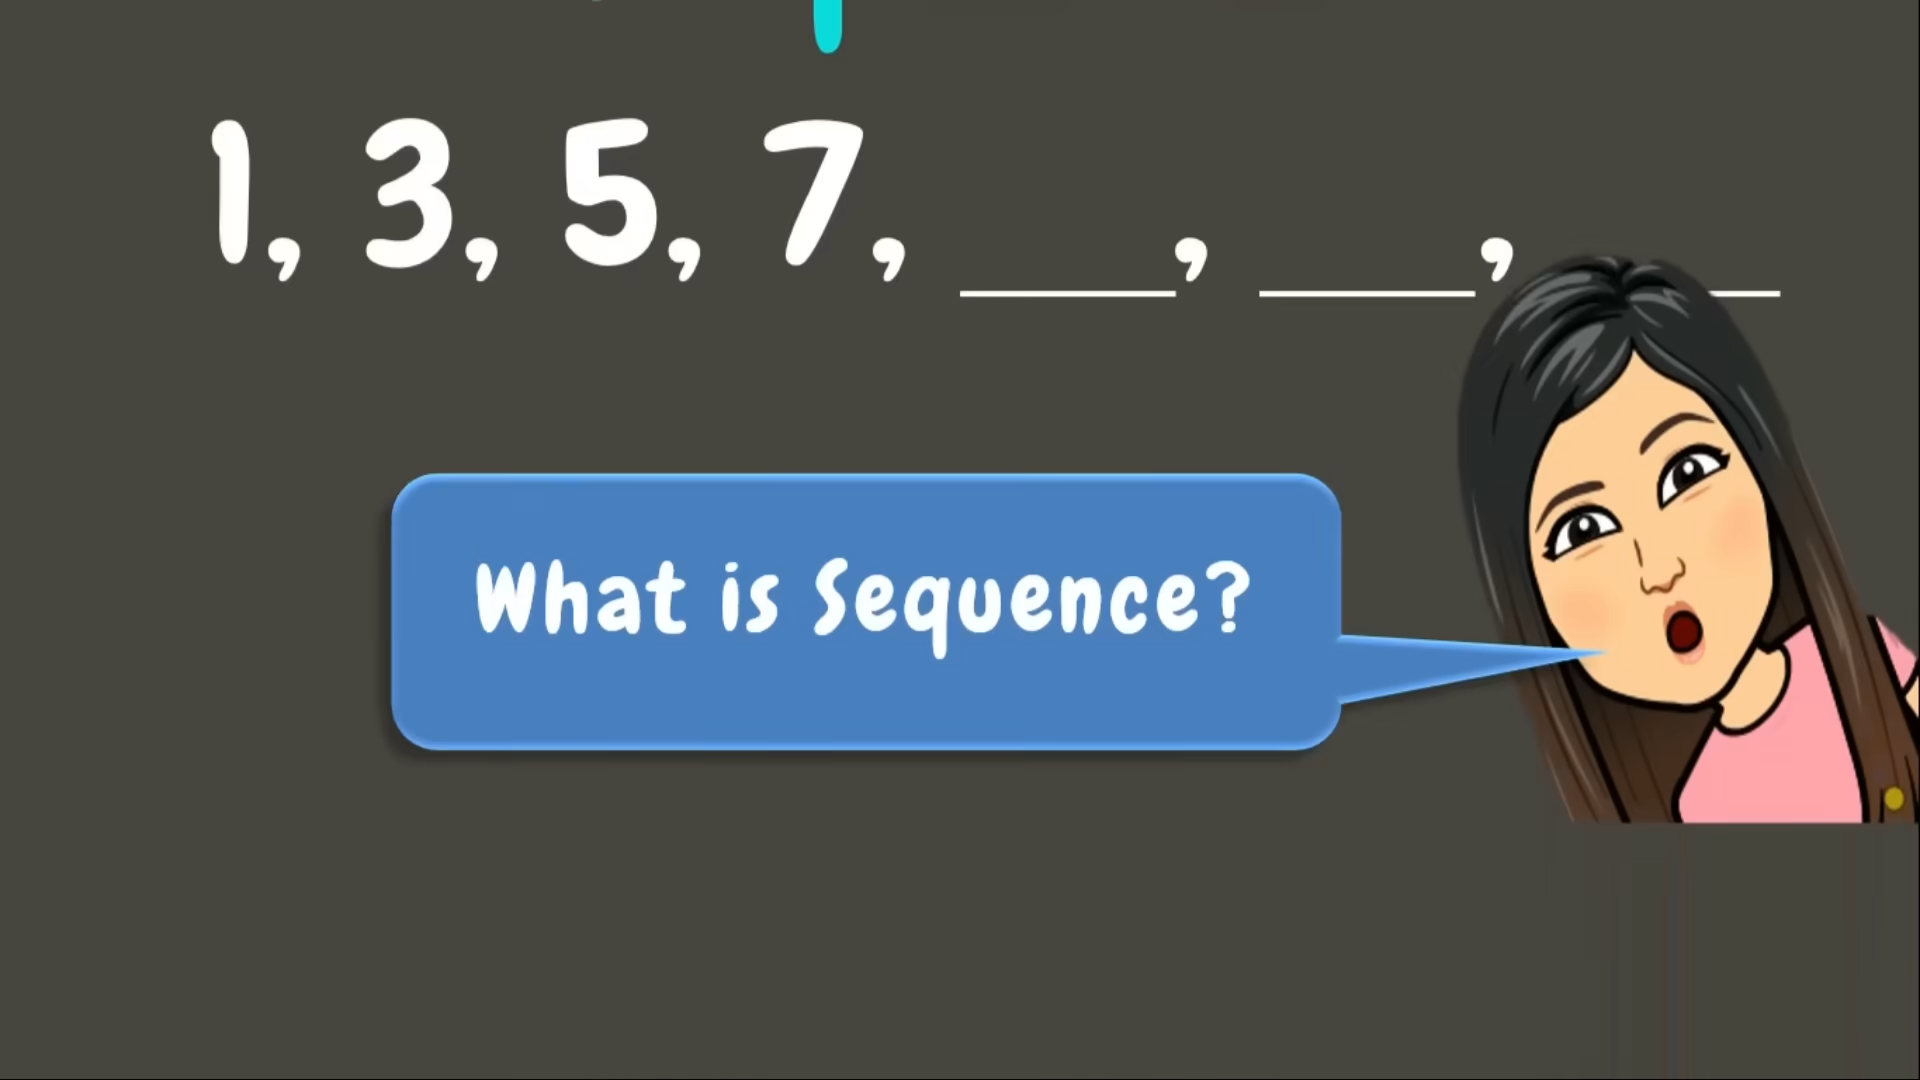 1, 3, 5, 7, ___, ___, __
What is Sequence?